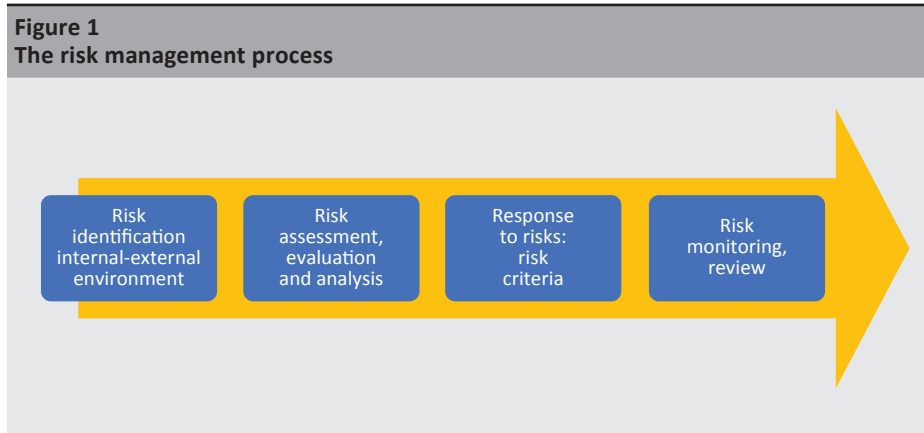 Figure 1
The risk management process
Risk
identification
internal-external
environment
Risk
assessment,
evaluation
and analysis
Response
to risks:
risk
criteria
Risk
monitoring,
review